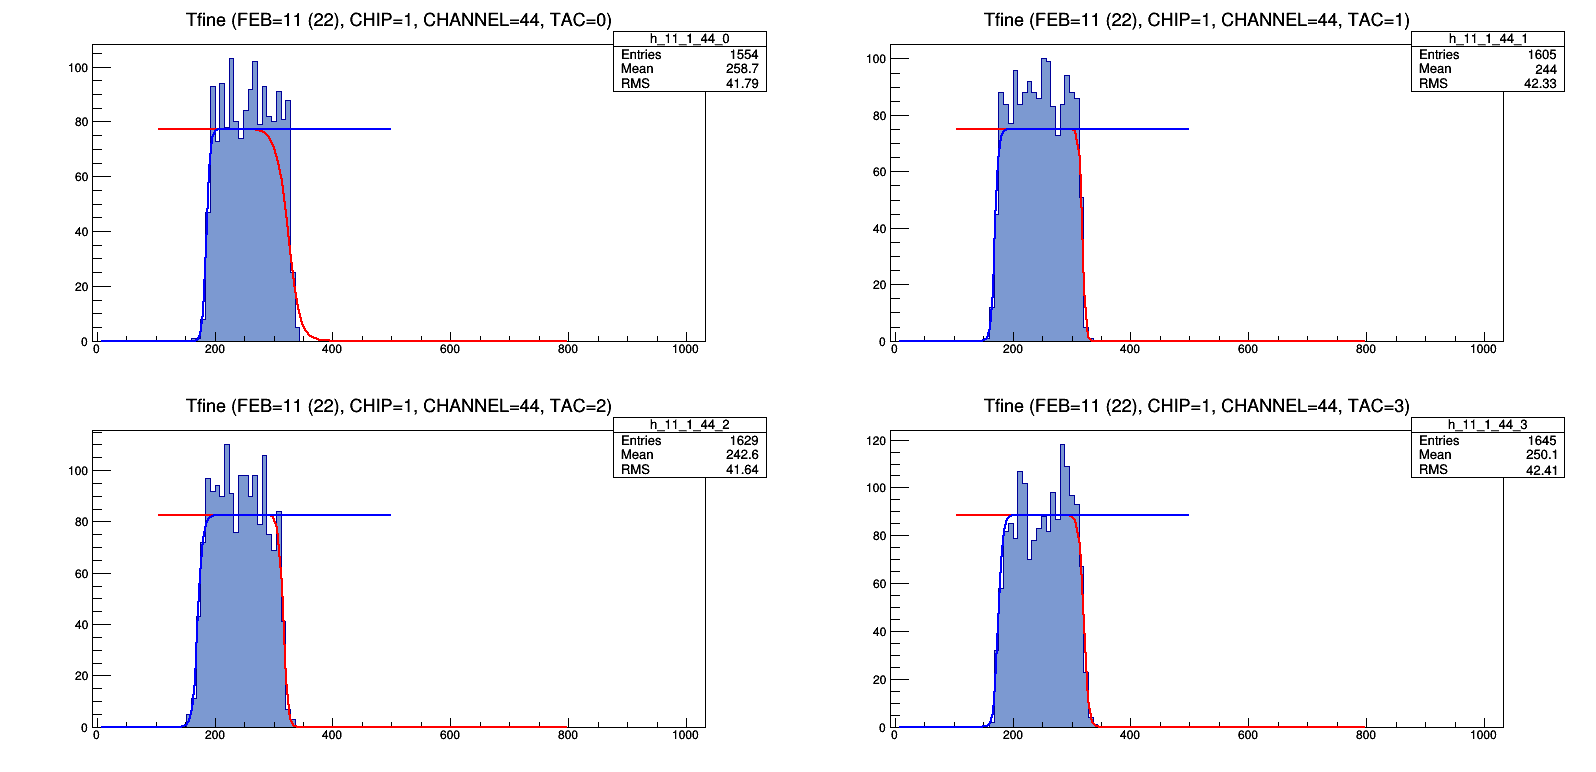 Tfine (FEB=11 (22), CHIP=1, CHANNEL=44, TAC=0)
h_11_1_44_0
Entries 1554
Mean 258.7
RMS 41.79
100
80
60
40
20
0
0 200 400 600 800 1000
Tfine (FEB=11 (22), CHIP=1, CHANNEL=44, TAC=1)
h_11_1_44_1
Entries 1605
Mean 244
RMS 42.33
100
80
60
40
20
0
0 200 400 600 800 1000
Tfine (FEB=11 (22), CHIP=1, CHANNEL=44, TAC=2)
h_11_1_44_2
Entries 1629
Mean 242.6
RMS 41.64
100
80
60
40
20
0
0 200 400 600 800 1000
Tfine (FEB=11 (22), CHIP=1, CHANNEL=44, TAC=3)
h_11_1_44_3
Entries 1645
Mean 250.1
RMS 42.41
120
100
80
60
40
20
0
0 200 400 600 800 1000